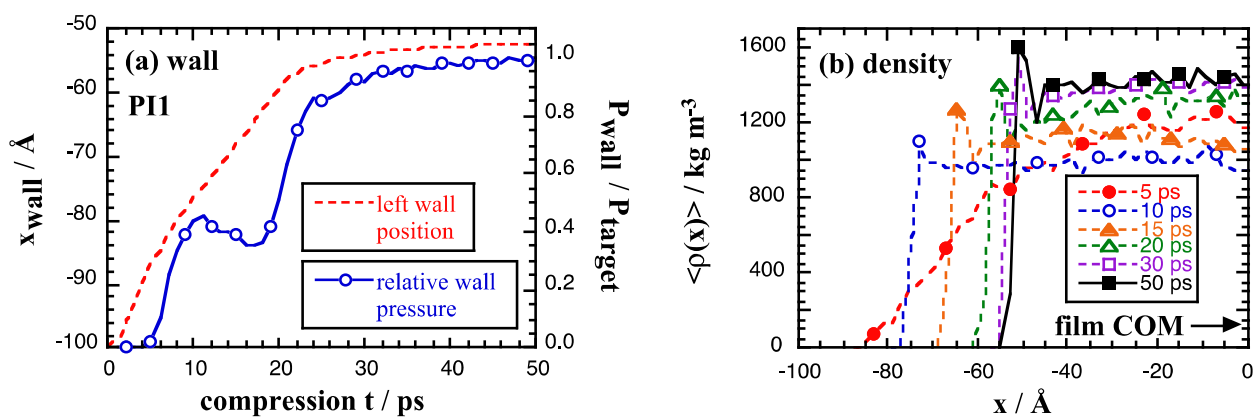 (a) wall
PI1
x_wall / Å
-50
-60
-70
-80
-90
-100
P_wall / P_target
1.0
0.8
0.6
0.4
0.2
0.0
left wall
position
relative wall
pressure
0 10 20 30 40 50
compression t / ps
(b) density
<ρ(x)> / kg m⁻³
1600
1400
1200
1000
800
400
0
5 ps
10 ps
15 ps
20 ps
30 ps
50 ps
film COM
-100 -80 -60 -40 -20 0
x / Å